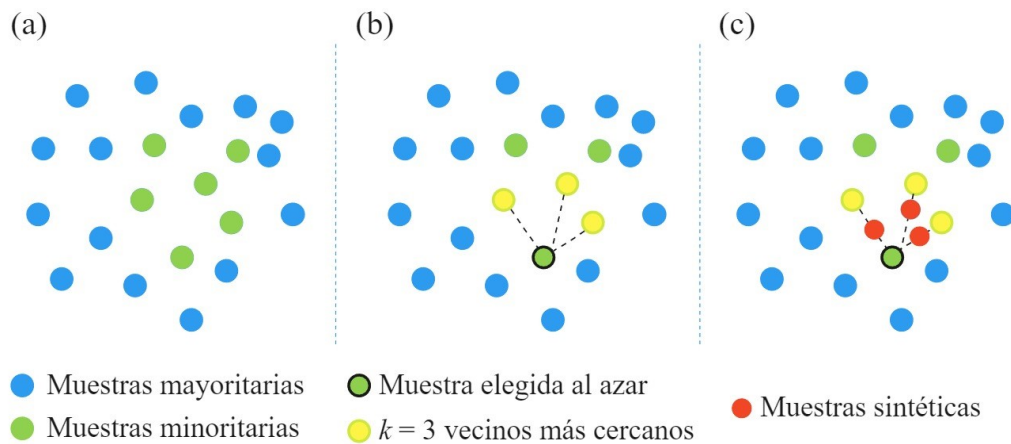 (a)
(b)
(c)
Muestras mayoritarias
Muestras minoritarias
Muestra elegida al azar
k = 3 vecinos más cercanos
Muestras sintéticas